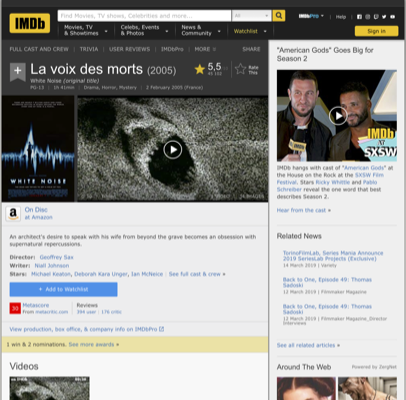 IMDb
Find Movies, TV shows, Celebrities and more...
All
IMDbPro
Help
Movies, TV & Showtimes
Celebs, Events & Photos
News & Community
Watchlist
Sign in
FULL CAST AND CREW | TRIVIA | USER REVIEWS | IMDbPro | MORE
SHARE
La voix des morts (2005)
White Noise (original title)
PG-13 | 1h 41min | Drama, Horror, Mystery | 2 February 2005 (France)
5,5
Rate This
WHITE NOISE
On Disc
at Amazon
An architect's desire to speak with his wife from beyond the grave becomes an obsession with
supernatural repercussions.
Director: Geoffrey Sax
Writer: Niall Johnson
Stars: Michael Keaton, Deborah Kara Unger, Ian McNeice | See full cast & crew »
+ Add to Watchlist
30
Metascore
From metacritic.com
Reviews
394 user | 176 critic
View production, box office, & company info on IMDbPro
1 win & 2 nominations. See more awards »
Videos
"American Gods" Goes Big for
Season 2
IMDb
AT
SXSW
IMDb hangs with cast of "American Gods" at
the House on the Rock at the SXSW Film
Festival. Stars Ricky Whittle and Pablo
Schreiber reveal the one word that best
describes Season 2.
Hear from the cast »
Related News
TorinoFilmLab, Series Mania Announce
2019 SeriesLab Projects (Exclusive)
14 March 2019 | Variety
Back to One, Episode 49: Thomas
Sadoski
12 March 2019 | Filmmaker Magazine
Back to One, Episode 49: Thomas
Sadoski
12 March 2019 | Filmmaker Magazine_Director
Interviews
See all related articles »
Around The Web
Powered by ZergNet